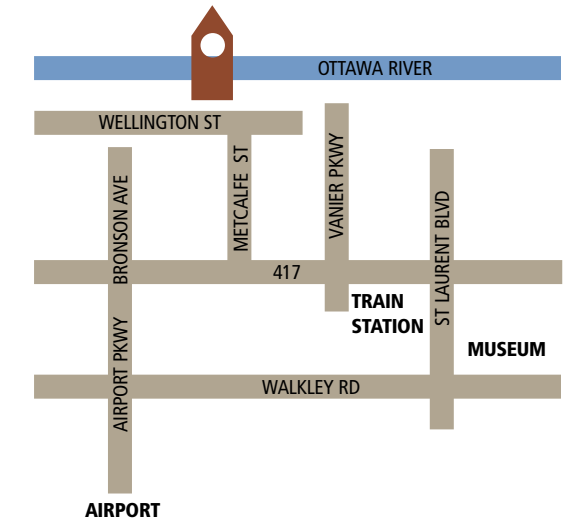 OTTAWA RIVER
WELLINGTON ST
BRONSON AVE
METCALFE ST
VANIER PKWY
ST LAURENT BLVD
417
TRAIN
STATION
AIRPORT PKWY
MUSEUM
WALKLEY RD
AIRPORT